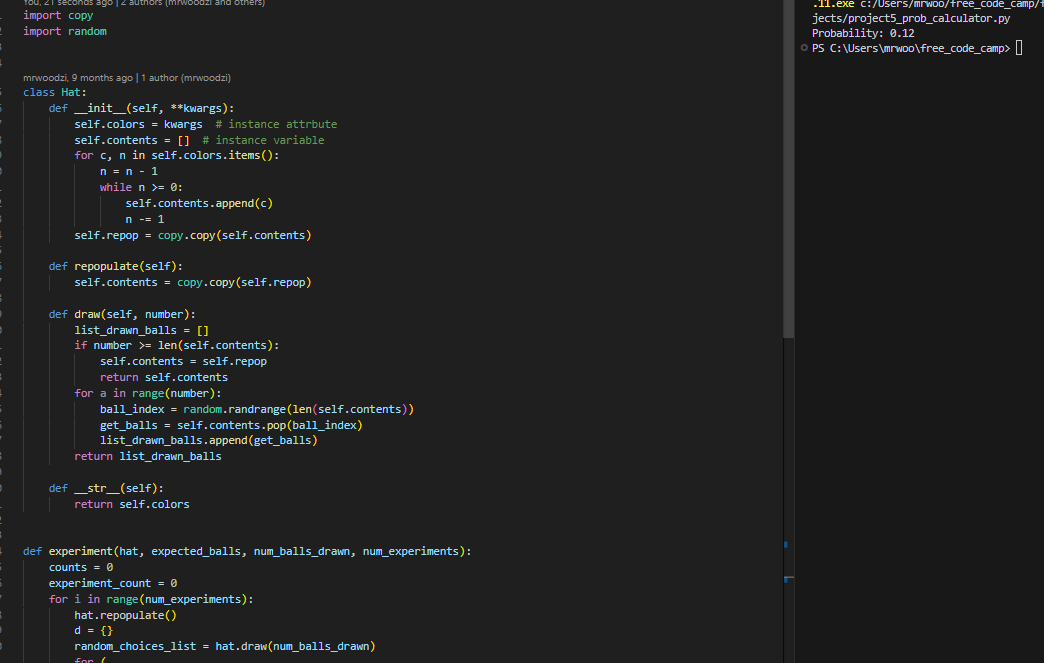 You, 21 seconds ago | 2 authors (mrwoodzi and others)
import copy
import random
mrwoodzi, 9 months ago | 1 author (mrwoodzi)
class Hat:
    def __init__(self, **kwargs):
        self.colors = kwargs  # instance attrbute
        self.contents = []  # instance variable
        for c, n in self.colors.items():
            n = n - 1
            while n >= 0:
                self.contents.append(c)
                n -= 1
        self.repop = copy.copy(self.contents)
    def repopulate(self):
        self.contents = copy.copy(self.repop)
    def draw(self, number):
        list_drawn_balls = []
        if number >= len(self.contents):
            self.contents = self.repop
            return self.contents
        for a in range(number):
            ball_index = random.randrange(len(self.contents))
            get_balls = self.contents.pop(ball_index)
            list_drawn_balls.append(get_balls)
        return list_drawn_balls
    def __str__(self):
        return self.colors
def experiment(hat, expected_balls, num_balls_drawn, num_experiments):
    counts = 0
    experiment_count = 0
    for i in range(num_experiments):
        hat.repopulate()
        d = {}
        random_choices_list = hat.draw(num_balls_drawn)
        for (
.11.exe c:/Users/mrwoo/free_code_camp/
jects/project5_prob_calculator.py
Probability: 0.12
PS C:\Users\mrwoo\free_code_camp>